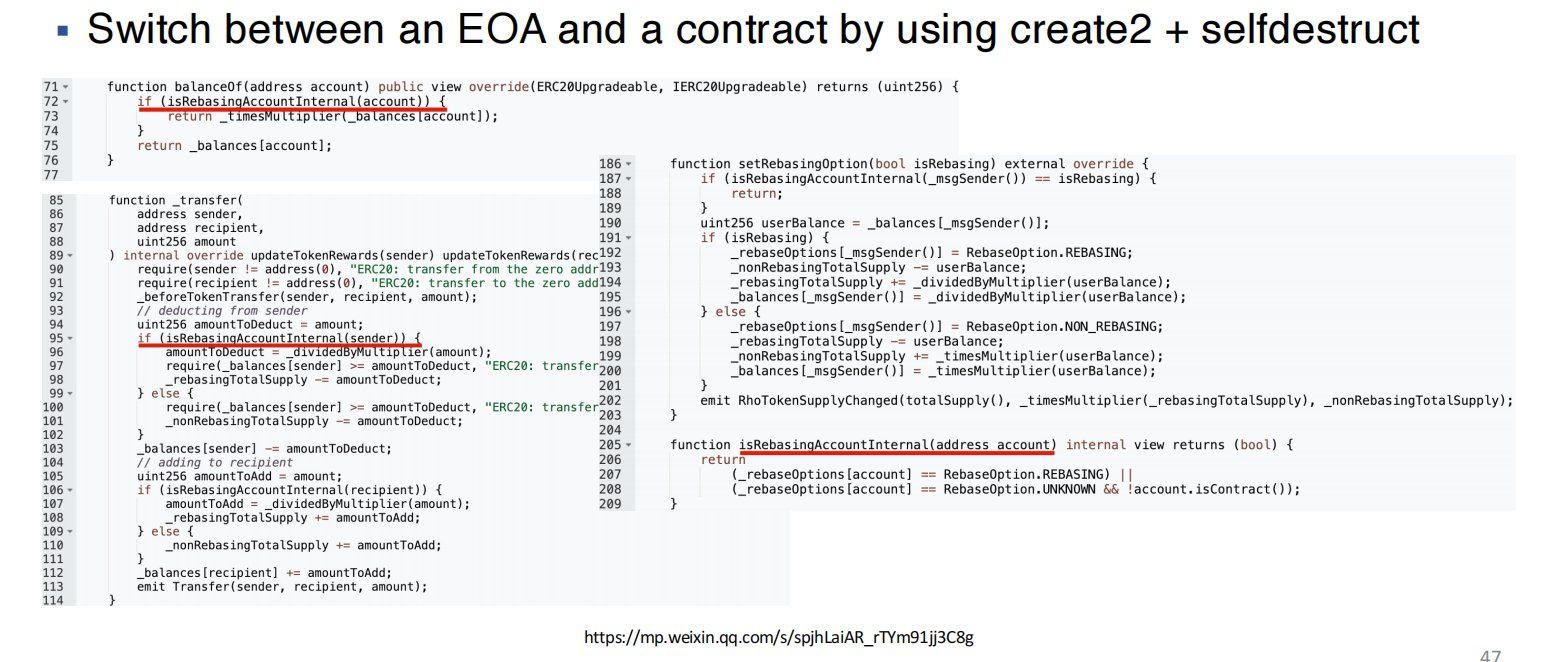 ▪ Switch between an EOA and a contract by using create2 + selfdestruct
71 function balanceOf(address account) public view override(ERC20Upgradeable, IERC20Upgradeable) returns (uint256) {
72 if (isRebasingAccountInternal(account)) {
73 return _timesMultiplier(_balances[account]);
74 }
75 return _balances[account];
76 }
77
85 function _transfer(
86 address sender,
87 address recipient,
88 uint256 amount
89 ) internal override updateTokenRewards(sender) updateTokenRewards(rec
90 require(sender != address(0), "ERC20: transfer from the zero addr
91 require(recipient != address(0), "ERC20: transfer to the zero add
92 _beforeTokenTransfer(sender, recipient, amount);
93 // deducting from sender
94 uint256 amountToDeduct = amount;
95 if (isRebasingAccountInternal(sender)) {
96 amountToDeduct = _dividedByMultiplier(amount);
97 require(_balances[sender] >= amountToDeduct, "ERC20: transfer
98 _rebasingTotalSupply -= amountToDeduct;
99 } else {
100 require(_balances[sender] >= amountToDeduct, "ERC20: transfer
101 _nonRebasingTotalSupply -= amountToDeduct;
102 }
103 _balances[sender] -= amountToDeduct;
104 // adding to recipient
105 uint256 amountToAdd = amount;
106 if (isRebasingAccountInternal(recipient)) {
107 amountToAdd = _dividedByMultiplier(amount);
108 _rebasingTotalSupply += amountToAdd;
109 } else {
110 _nonRebasingTotalSupply += amountToAdd;
111 }
112 _balances[recipient] += amountToAdd;
113 emit Transfer(sender, recipient, amount);
114 }
186 function setRebasingOption(bool isRebasing) external override {
187 if (isRebasingAccountInternal(_msgSender()) == isRebasing) {
188 return;
189 }
190 uint256 userBalance = _balances[_msgSender()];
191 if (isRebasing) {
192 _rebaseOptions[_msgSender()] = RebaseOption.REBASING;
193 _nonRebasingTotalSupply -= userBalance;
194 _rebasingTotalSupply += _dividedByMultiplier(userBalance);
195 _balances[_msgSender()] = _dividedByMultiplier(userBalance);
196 } else {
197 _rebaseOptions[_msgSender()] = RebaseOption.NON_REBASING;
198 _rebasingTotalSupply -= userBalance;
199 _nonRebasingTotalSupply += _timesMultiplier(userBalance);
200 _balances[_msgSender()] = _timesMultiplier(userBalance);
201 }
202 emit RhoTokenSupplyChanged(totalSupply(), _timesMultiplier(_rebasingTotalSupply), _nonRebasingTotalSupply);
203 }
204
205 function isRebasingAccountInternal(address account) internal view returns (bool) {
206 return
207 (_rebaseOptions[account] == RebaseOption.REBASING) ||
208 (_rebaseOptions[account] == RebaseOption.UNKNOWN && !account.isContract());
209 }
https://mp.weixin.qq.com/s/spjhLaiAR_rTYm91jj3C8g
47